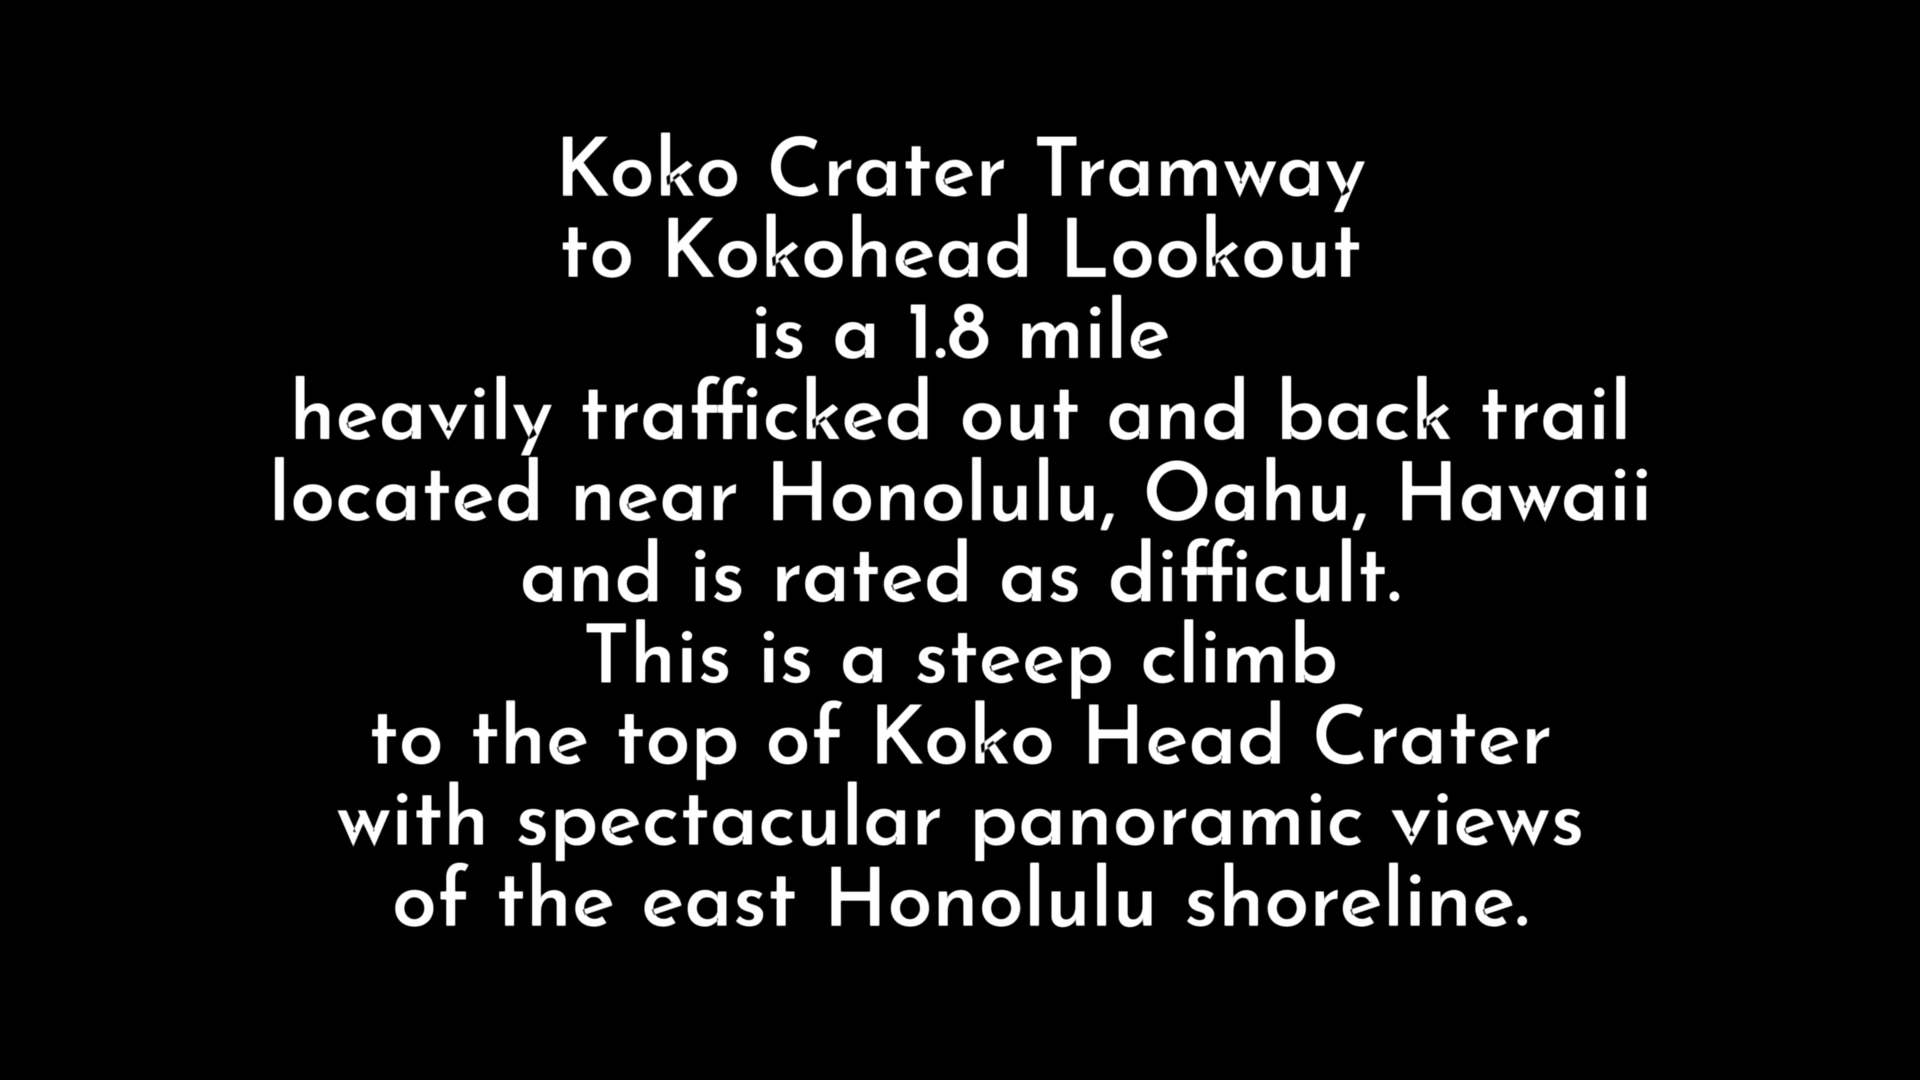 Koko Crater Tramway
to Kokohead Lookout
is a 1.8 mile
heavily trafficked out and back trail
located near Honolulu, Oahu, Hawaii
and is rated as difficult.
This is a steep climb
to the top of Koko Head Crater
with spectacular panoramic views
of the east Honolulu shoreline.